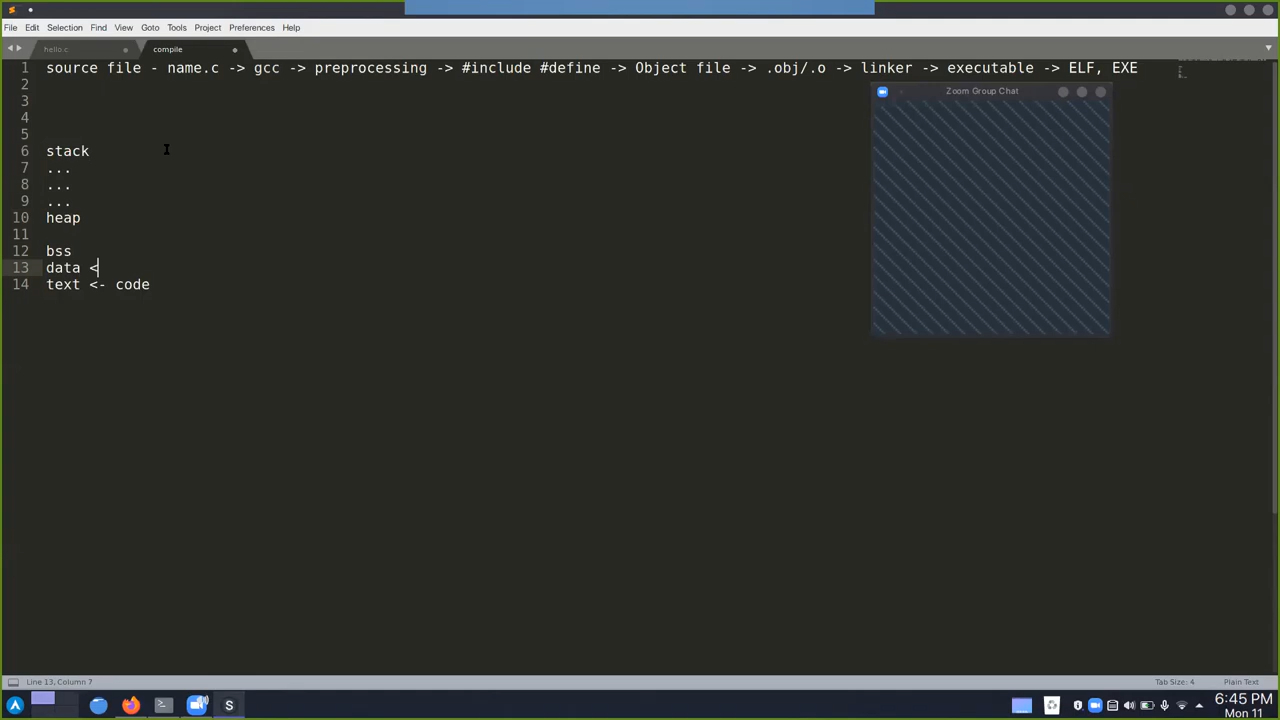 File Edit Selection Find View Goto Tools Project Preferences Help
hello.c compile
1 source file - name.c -> gcc -> preprocessing -> #include #define -> Object file -> .obj/.o -> linker -> executable -> ELF, EXE
Zoom Group Chat
2
3
4
5
6 stack
7 ...
8 ...
9 ...
10 heap
11
12 bss
13 data <
14 text <- code
Line 13, Column 7 Tab Size: 4 Plain Text
6:45 PM
Mon 11